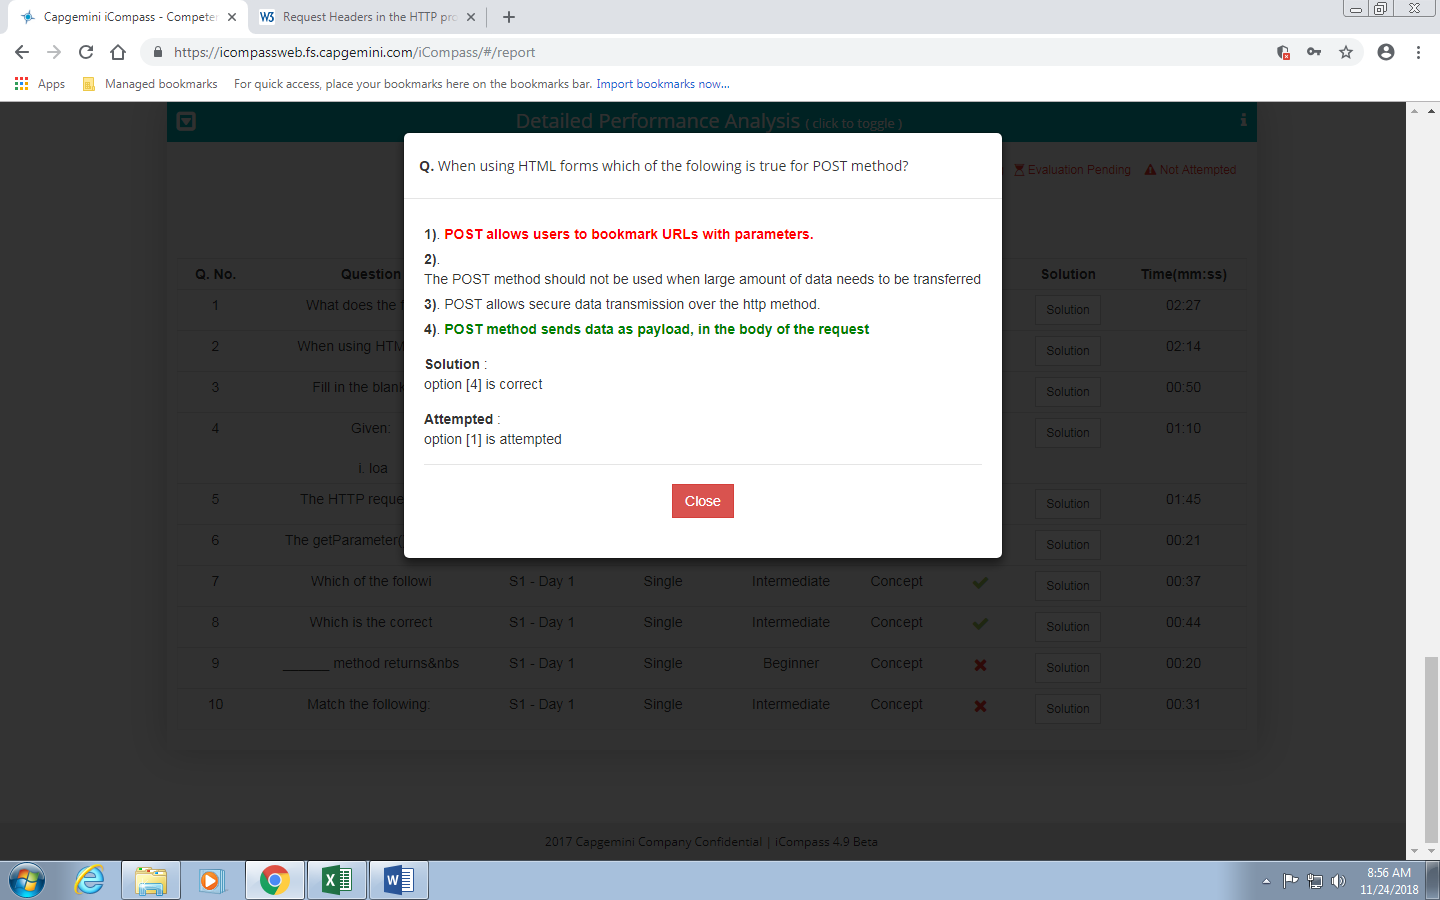 Capgemini iCompass - Competer
Request Headers in the HTTP pro
https://icompassweb.fs.capgemini.com/iCompass/#/report
Apps Managed bookmarks For quick access, place your bookmarks here on the bookmarks bar. Import bookmarks now...
Detailed Performance Analysis ( click to toggle )
Evaluation Pending Not Attempted
Q. When using HTML forms which of the folowing is true for POST method?
1). POST allows users to bookmark URLs with parameters.
2).
The POST method should not be used when large amount of data needs to be transferred
3). POST allows secure data transmission over the http method.
4). POST method sends data as payload, in the body of the request
Solution :
option [4] is correct
Attempted :
option [1] is attempted
Close
Q. No. Question Solution Time(mm:ss)
1 What does the Solution 02:27
2 When using HTM Solution 02:14
3 Fill in the blank Solution 00:50
4 Given: Solution 01:10
i. loa
5 The HTTP reque Solution 01:45
6 The getParameter( Solution 00:21
7 Which of the followi S1 - Day 1 Single Intermediate Concept Solution 00:37
8 Which is the correct S1 - Day 1 Single Intermediate Concept Solution 00:44
9 ______ method returns&nbs S1 - Day 1 Single Beginner Concept Solution 00:20
10 Match the following: S1 - Day 1 Single Intermediate Concept Solution 00:31
2017 Capgemini Company Confidential | iCompass 4.9 Beta
8:56 AM
11/24/2018